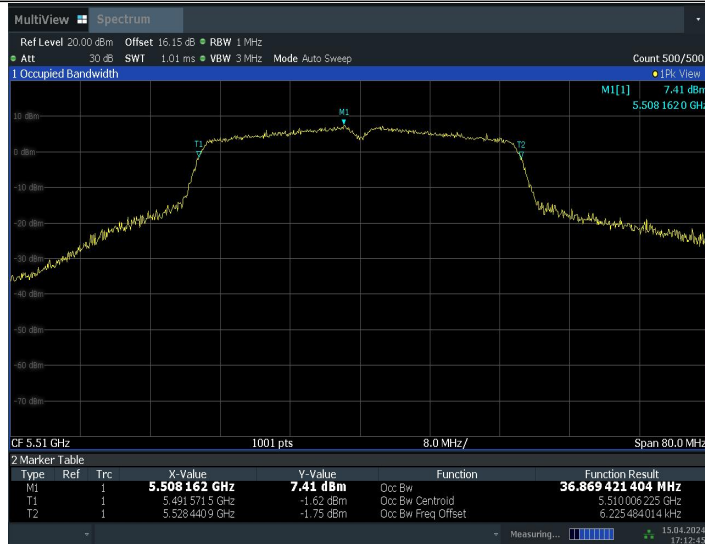 MultiView Spectrum
Ref Level 20.00 dBm Offset 16.15 dB RBW 1 MHz
Att 30 dB SWT 1.01 ms VBW 3 MHz Mode Auto Sweep Count 500/500
1 Occupied Bandwidth 1Pk View
M1[1] 7.41 dBm
5.508 162 0 GHz
10 dBm
M1
T1 T2
0 dBm
-10 dBm
-20 dBm
-30 dBm
-40 dBm
-50 dBm
-60 dBm
-70 dBm
CF 5.51 GHz 1001 pts 8.0 MHz/ Span 80.0 MHz
2 Marker Table
Type Ref Trc X-Value Y-Value Function Function Result
M1 1 5.508 162 GHz 7.41 dBm Occ Bw 36.869 421 404 MHz
T1 1 5.491 571 5 GHz -1.62 dBm Occ Bw Centroid 5.510 006 225 GHz
T2 1 5.528 440 9 GHz -1.75 dBm Occ Bw Freq Offset 6.225 484 014 kHz
Measuring... 15.04.2024
17:12:45